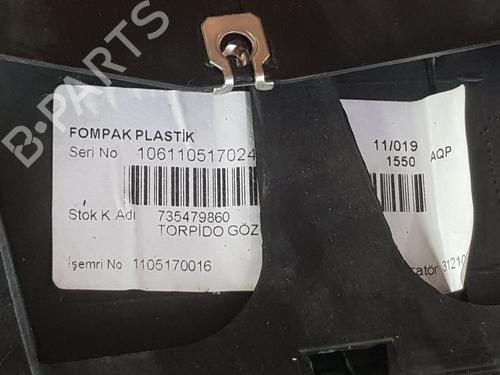 B-PARTS
FOMPAK PLASTİK
Seri No 106110517024
11/019
1550 AQP
Stok K.Adı 735479860
TORPİDO GÖZ
İşemri No 1105170016
31210